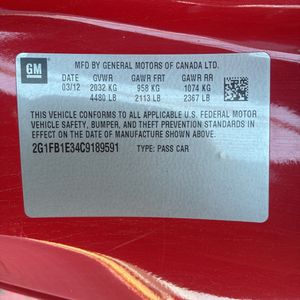 GM
MFD BY GENERAL MOTORS OF CANADA LTD.
DATE GVWR GAWR FRT GAWR RR
03/12 2032 KG 958 KG 1074 KG
4480 LB 2113 LB 2367 LB
THIS VEHICLE CONFORMS TO ALL APPLICABLE U.S. FEDERAL MOTOR
VEHICLE SAFETY, BUMPER, AND THEFT PREVENTION STANDARDS IN
EFFECT ON THE DATE OF MANUFACTURE SHOWN ABOVE.
2G1FB1E34C9189591 TYPE: PASS CAR